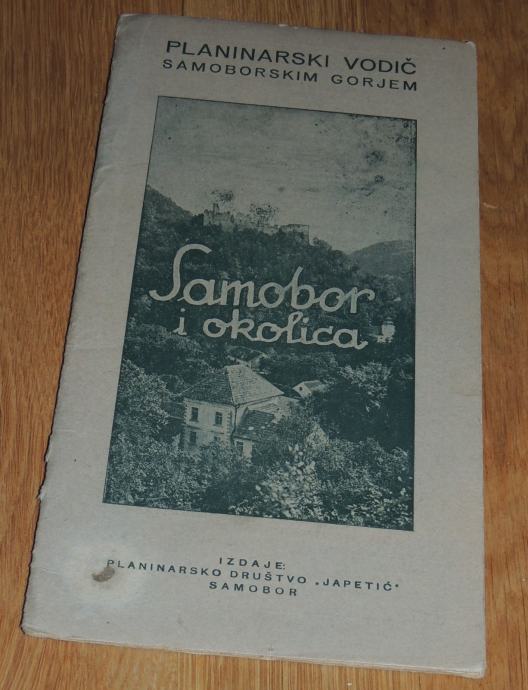 PLANINARSKI VODIČ
SAMOBORSKIM GORJEM
Samobor
i okolica
IZDAJE:
PLANINARSKO DRUŠTVO „JAPETIĆ"
SAMOBOR